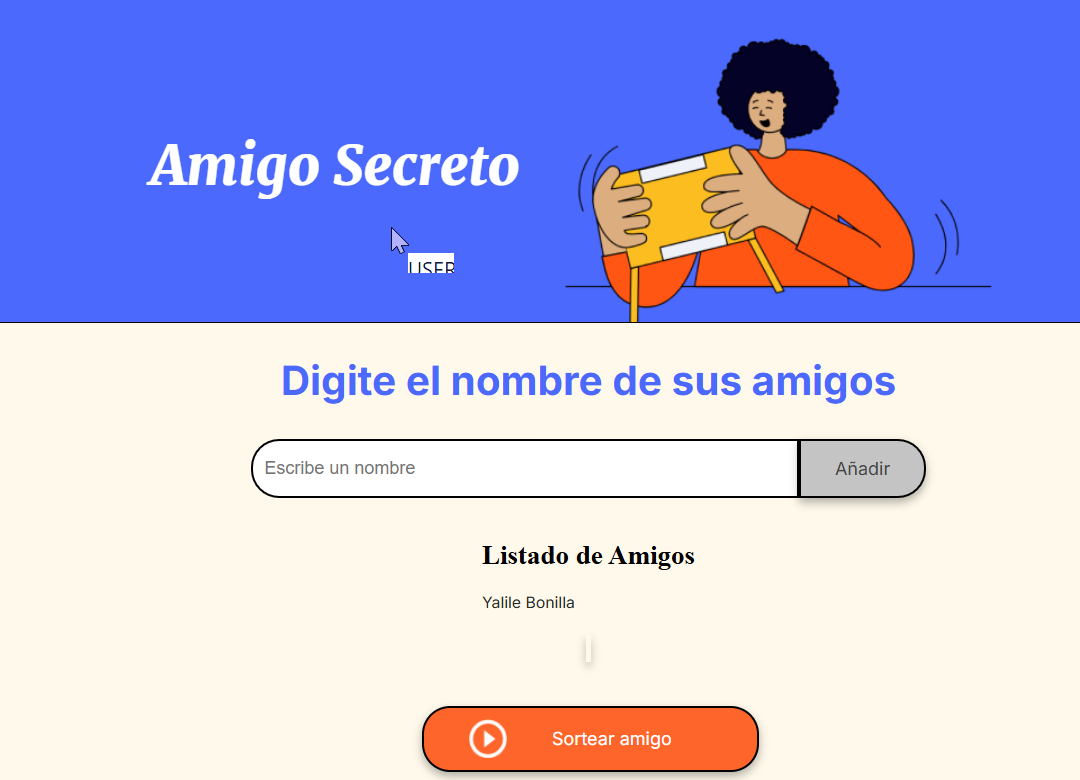 Amigo Secreto
USER
Digite el nombre de sus amigos
Escribe un nombre
Añadir
Listado de Amigos
Yalile Bonilla
Sortear amigo